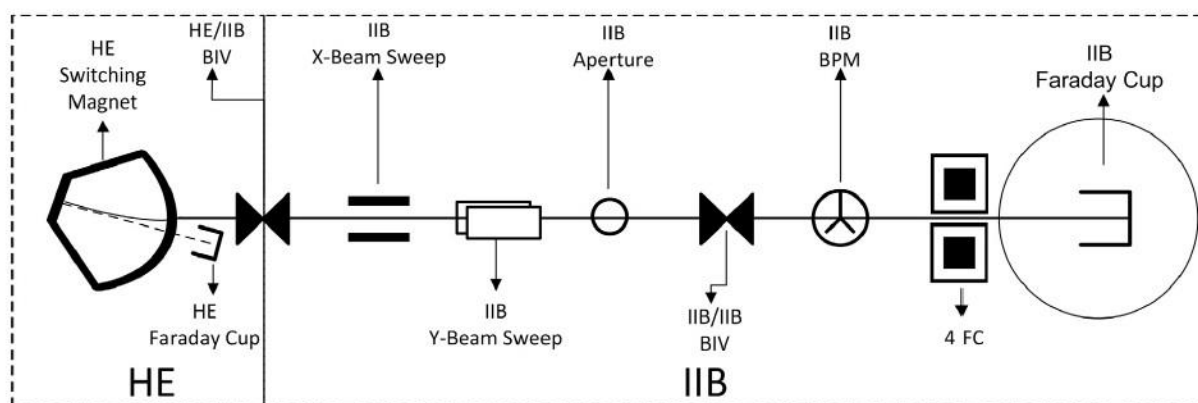 HE
Switching
Magnet
HE/IIB
BIV
IIB
X-Beam Sweep
IIB
Aperture
IIB
BPM
IIB
Faraday Cup
HE
Faraday Cup
IIB
Y-Beam Sweep
IIB/IIB
BIV
4 FC
HE
IIB